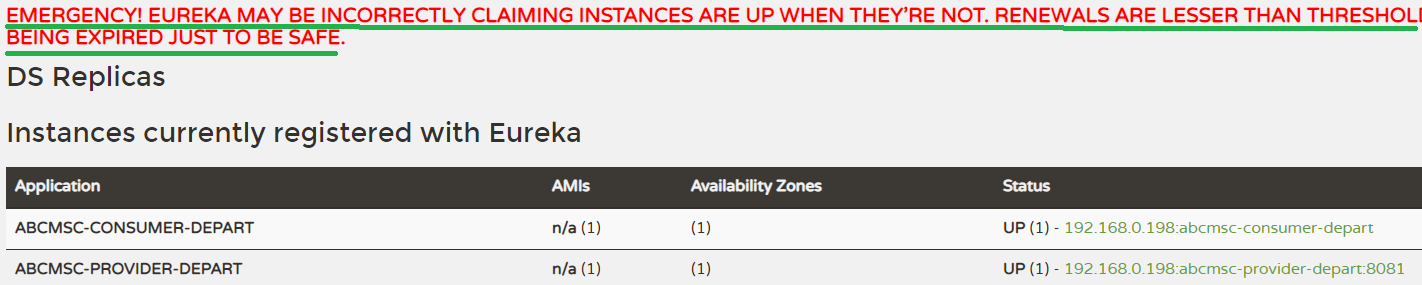 EMERGENCY! EUREKA MAY BE INCORRECTLY CLAIMING INSTANCES ARE UP WHEN THEY'RE NOT. RENEWALS ARE LESSER THAN THRESHOL
BEING EXPIRED JUST TO BE SAFE.
DS Replicas
Instances currently registered with Eureka
Application AMIs Availability Zones Status
ABCMSC-CONSUMER-DEPART n/a (1) (1) UP (1) - 192.168.0.198:abcmsc-consumer-depart
ABCMSC-PROVIDER-DEPART n/a (1) (1) UP (1) - 192.168.0.198:abcmsc-provider-depart:8081